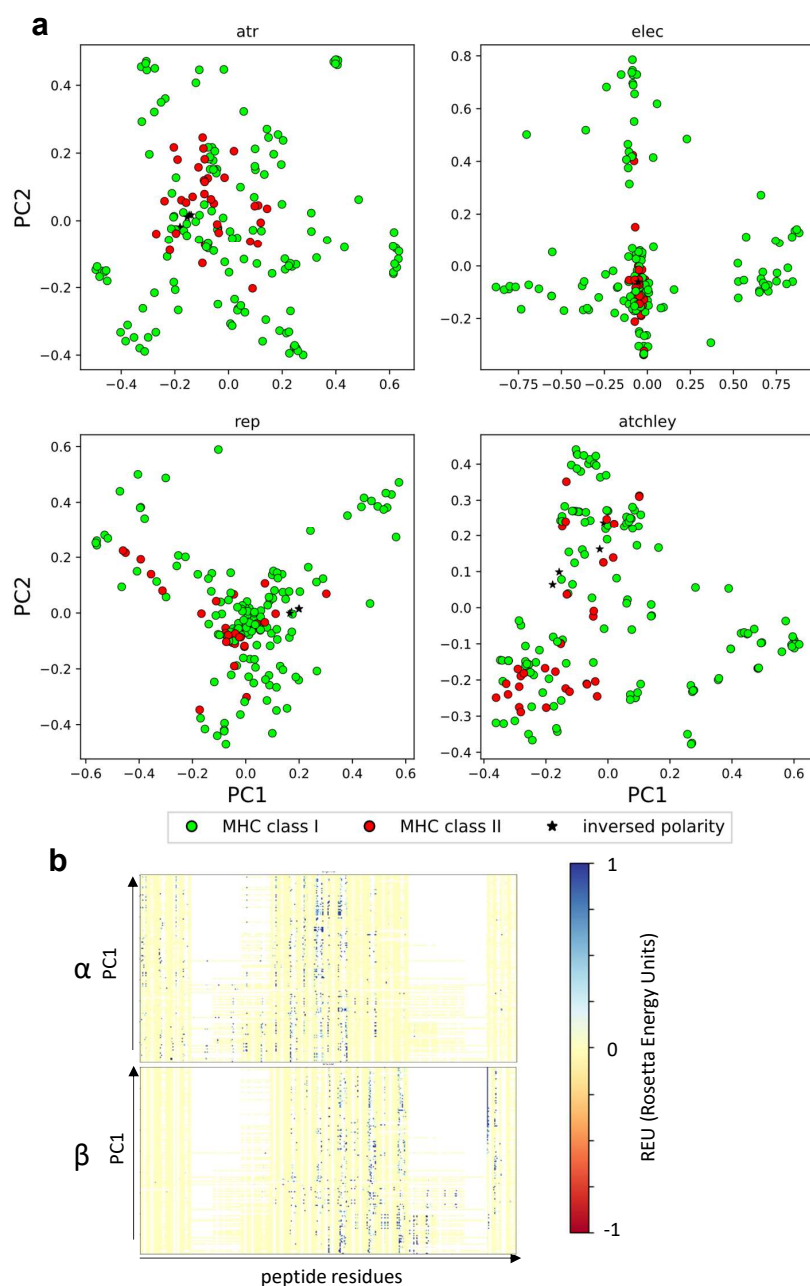 a
atr
elec
0.4
0.2
0.0
−0.2
−0.4
PC2
−0.4
−0.2
0.0
0.2
0.4
0.6
0.8
0.6
0.4
0.2
−0.0
−0.2
−0.75
−0.50
−0.25
0.00
0.25
0.50
0.75
rep
atchley
0.6
0.4
0.2
0.0
−0.2
−0.4
PC2
−0.6
−0.4
−0.2
0.0
0.2
0.4
0.6
PC1
0.4
0.3
0.2
0.1
0.0
−0.1
−0.2
−0.3
−0.4
−0.4
−0.2
0.0
0.2
0.4
0.6
PC1
MHC class I
MHC class II
inversed polarity
b
α
PC1
β
PC1
peptide residues
1
0
-1
REU (Rosetta Energy Units)